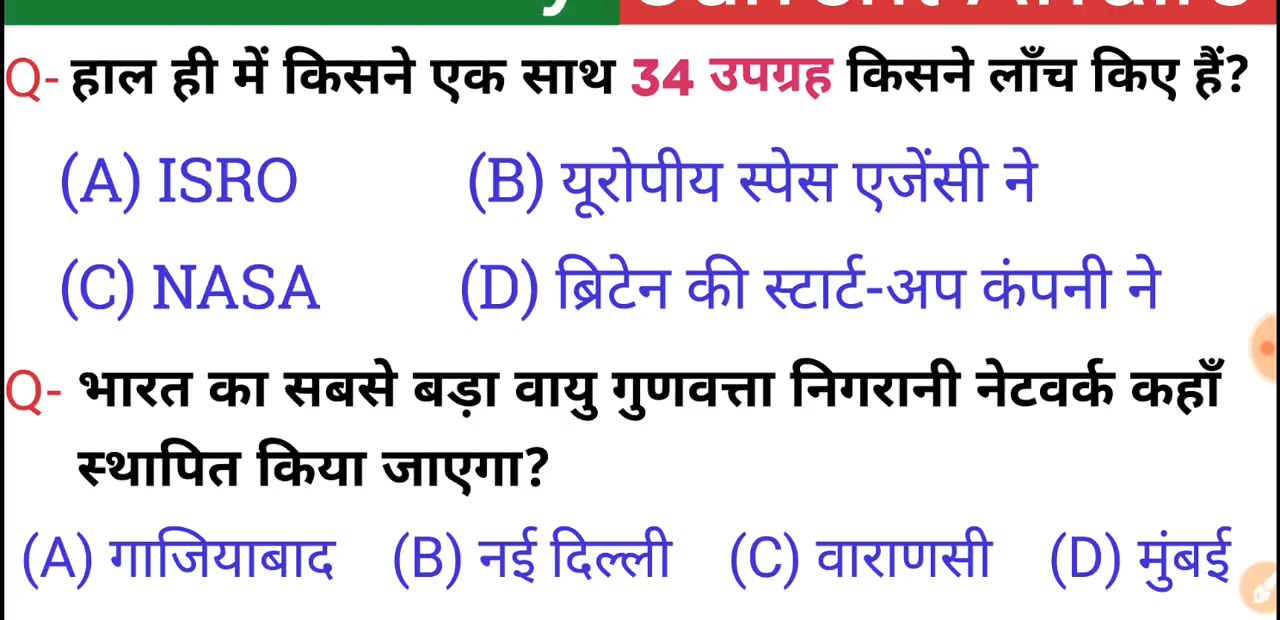 Q- हाल ही में किसने एक साथ 34 उपग्रह किसने लाँच किए हैं?
(A) ISRO (B) यूरोपीय स्पेस एजेंसी ने
(C) NASA (D) ब्रिटेन की स्टार्ट-अप कंपनी ने
Q- भारत का सबसे बड़ा वायु गुणवत्ता निगरानी नेटवर्क कहाँ
स्थापित किया जाएगा?
(A) गाजियाबाद (B) नई दिल्ली (C) वाराणसी (D) मुंबई